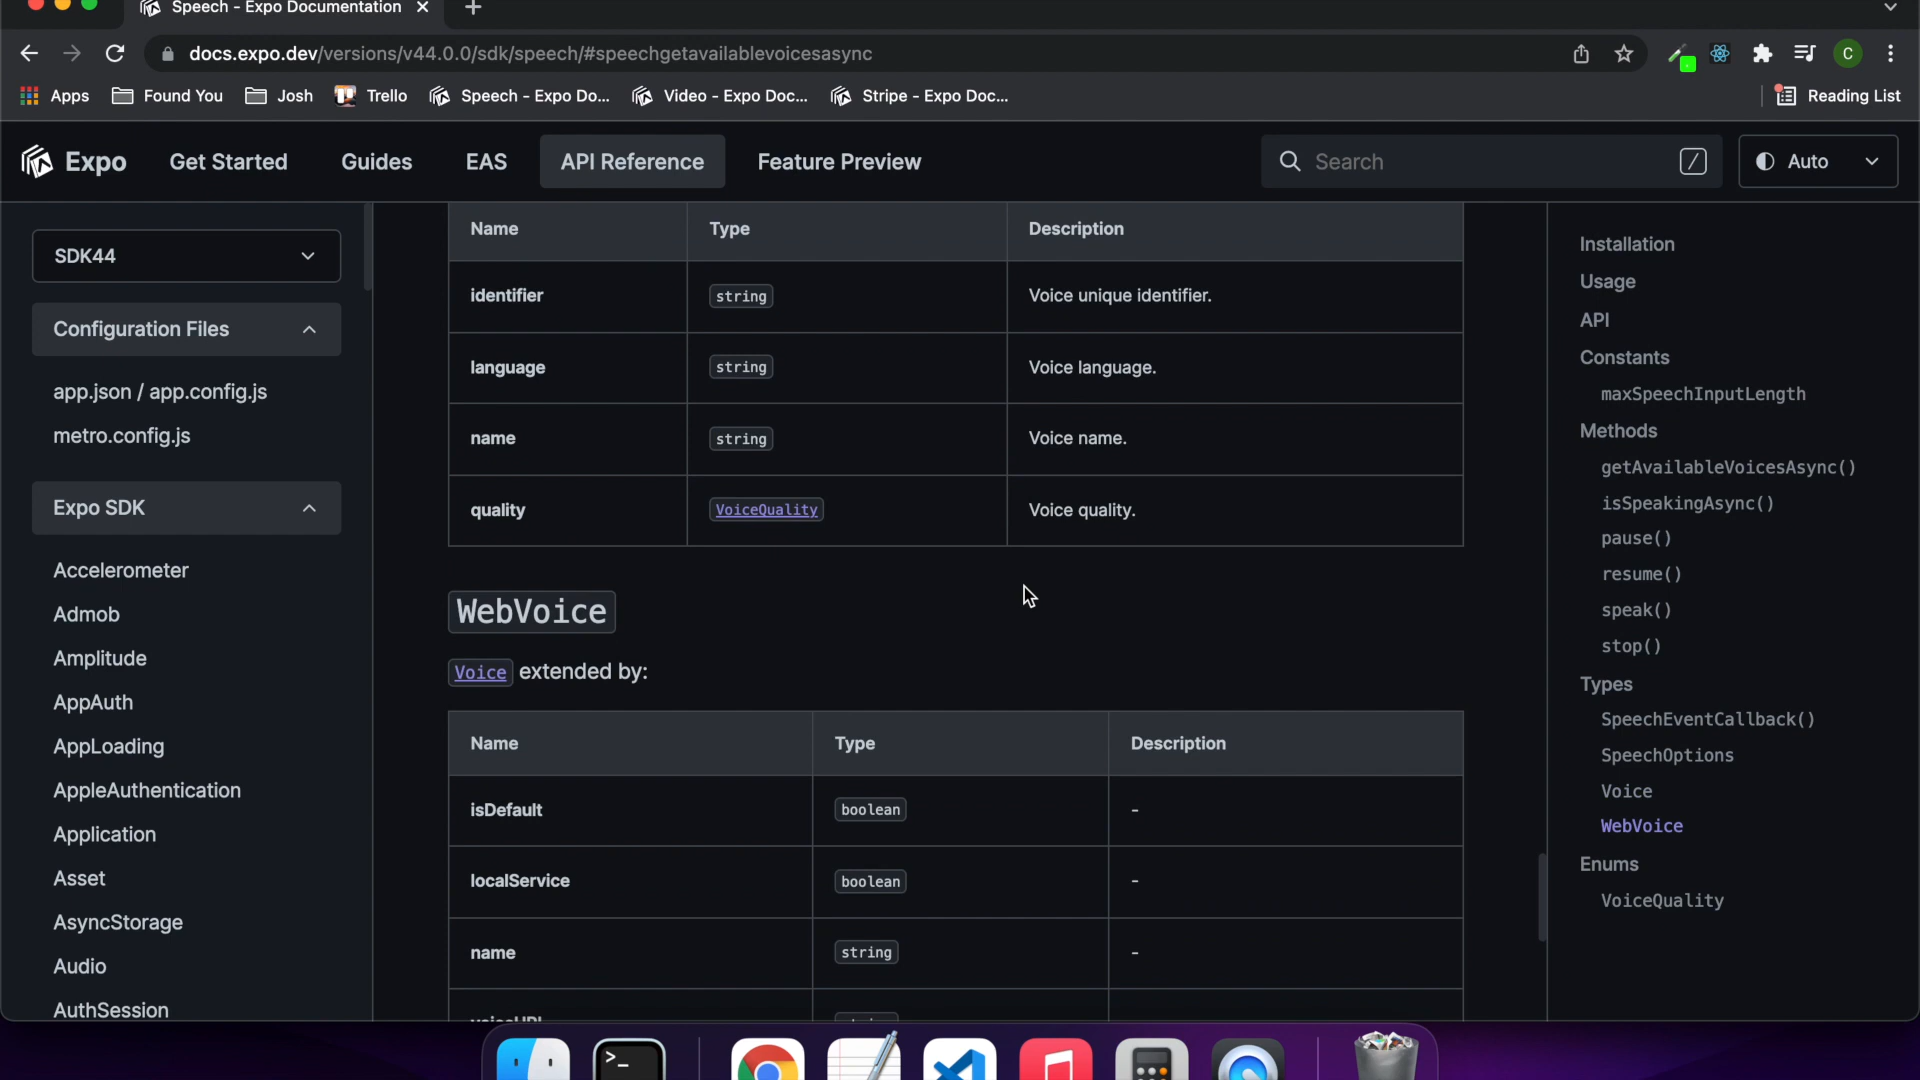 Speech - Expo Documentation
docs.expo.dev/versions/v44.0.0/sdk/speech/#speechgetavailablevoicesasync
C
Apps
Found You
Josh
Trello
Speech - Expo Do...
Video - Expo Doc...
Stripe - Expo Doc...
Reading List
Expo
Get Started
Guides
EAS
API Reference
Feature Preview
Search
/
Auto
SDK44
Configuration Files
app.json / app.config.js
metro.config.js
Expo SDK
Accelerometer
Admob
Amplitude
AppAuth
AppLoading
AppleAuthentication
Application
Asset
AsyncStorage
Audio
AuthSession
Name Type Description
identifier string Voice unique identifier.
language string Voice language.
name string Voice name.
quality VoiceQuality Voice quality.
WebVoice
Voice extended by:
Name Type Description
isDefault boolean -
localService boolean -
name string -
Installation
Usage
API
Constants
maxSpeechInputLength
Methods
getAvailableVoicesAsync()
isSpeakingAsync()
pause()
resume()
speak()
stop()
Types
SpeechEventCallback()
SpeechOptions
Voice
WebVoice
Enums
VoiceQuality
>_